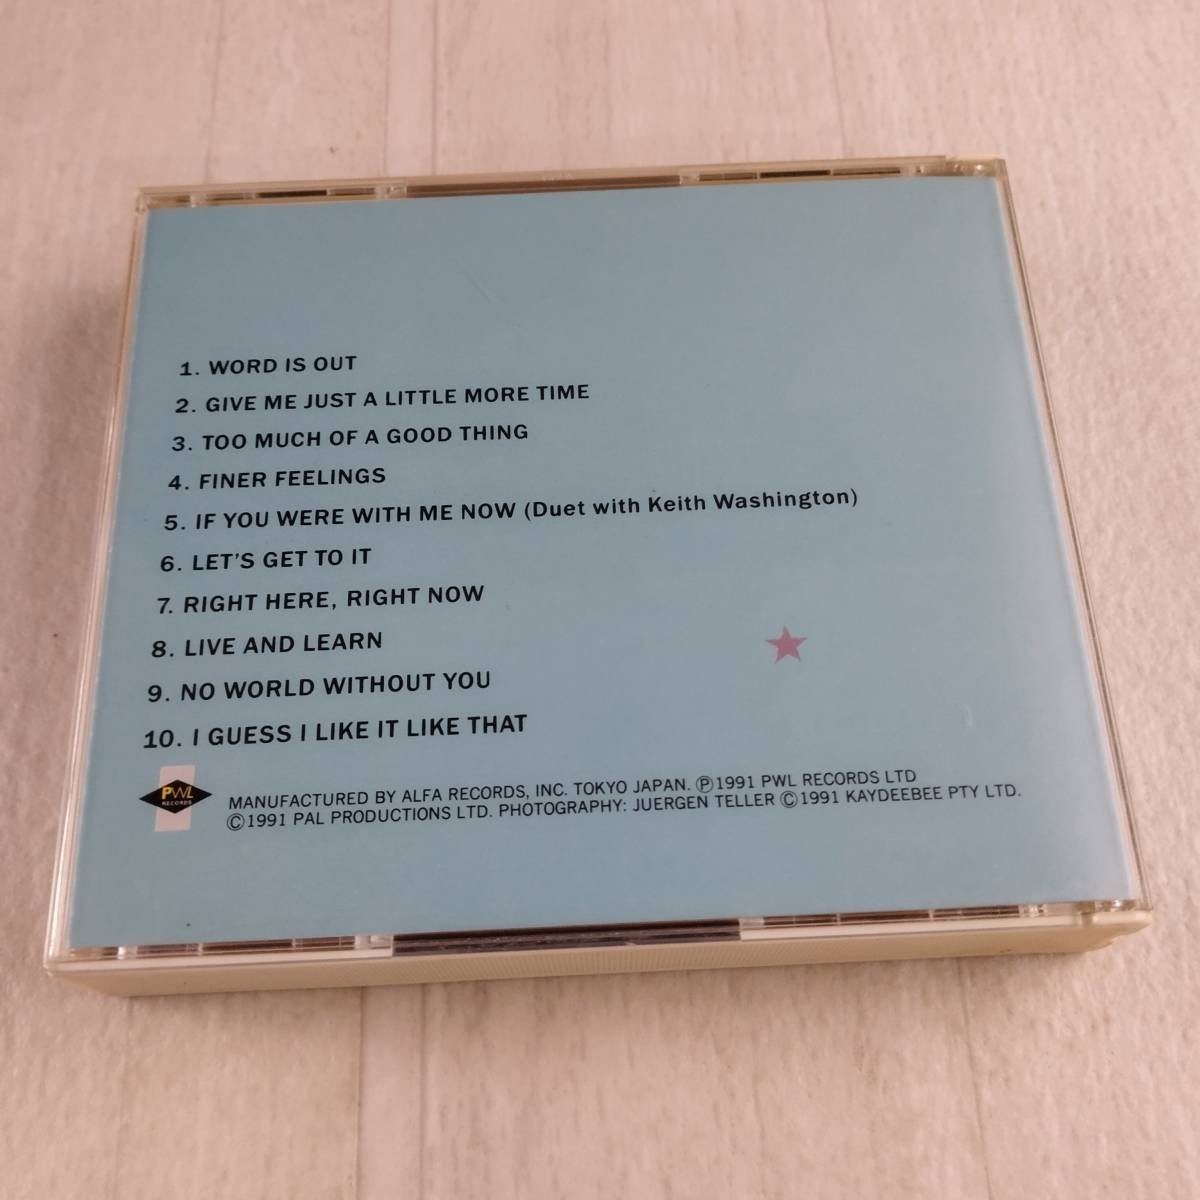 1. WORD IS OUT
2. GIVE ME JUST A LITTLE MORE TIME
3. TOO MUCH OF A GOOD THING
4. FINER FEELINGS
5. IF YOU WERE WITH ME NOW (Duet with Keith Washington)
6. LET'S GET TO IT
7. RIGHT HERE, RIGHT NOW
8. LIVE AND LEARN
9. NO WORLD WITHOUT YOU
10. I GUESS I LIKE IT LIKE THAT
PWL
RECORDS
MANUFACTURED BY ALFA RECORDS, INC. TOKYO JAPAN. Ⓟ1991 PWL RECORDS LTD
©1991 PAL PRODUCTIONS LTD. PHOTOGRAPHY: JUERGEN TELLER ©1991 KAYDEEBEE PTY LTD.